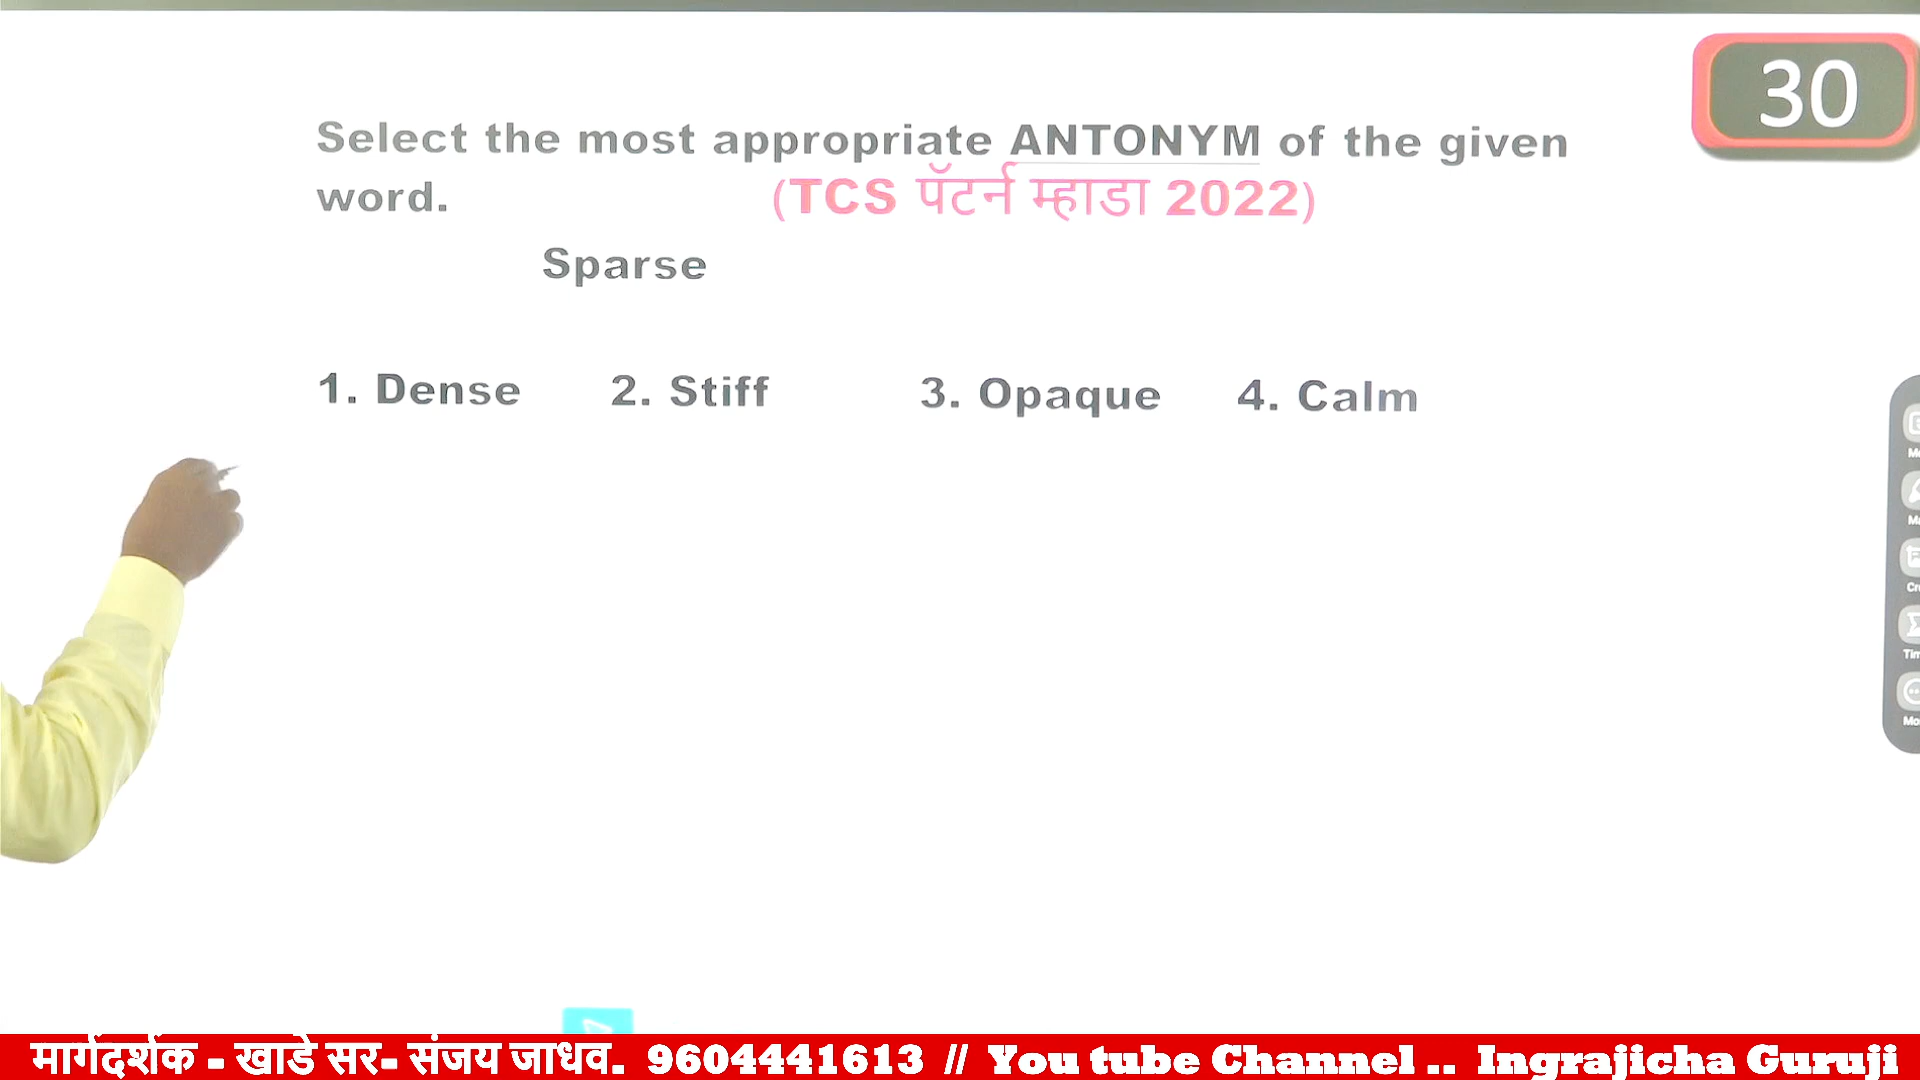 30
Select the most appropriate ANTONYM of the given
word. (TCS पॅटर्न म्हाडा 2022)
Sparse
1. Dense 2. Stiff 3. Opaque 4. Calm
मार्गदर्शक - खाडे सर- संजय जाधव. 9604441613 // You tube Channel .. Ingrajicha Guruji